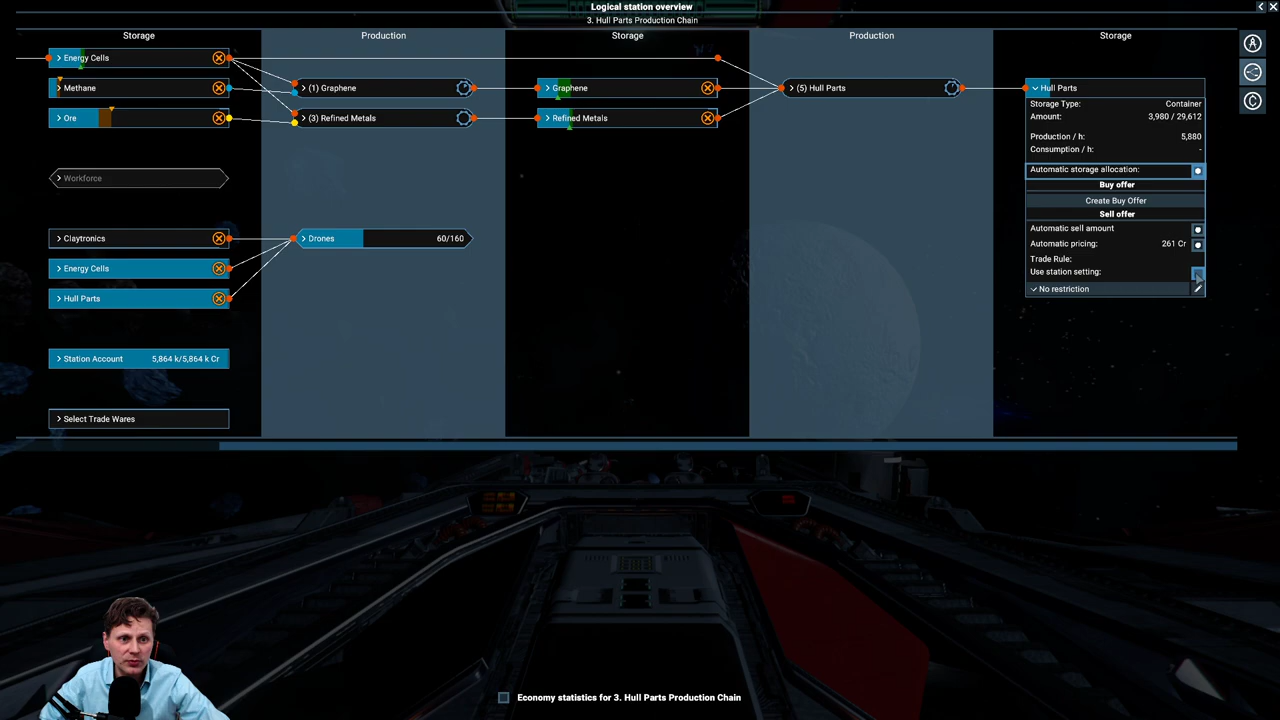 Logical station overview
3. Hull Parts Production Chain
Storage
Production
Storage
Production
Storage
Energy Cells
Methane
(1) Graphene
Graphene
(5) Hull Parts
Hull Parts
Ore
(3) Refined Metals
Refined Metals
Storage Type: Container
Amount: 3,980 / 29,612
Production / h: 5,880
Consumption / h: -
Automatic storage allocation:
Buy offer
Create Buy Offer
Sell offer
Automatic sell amount
Automatic pricing: 261 Cr
Trade Rule:
Use station setting:
No restriction
Workforce
Claytronics
Drones 60/160
Energy Cells
Hull Parts
Station Account 5,864 k/5,864 k Cr
Select Trade Wares
Economy statistics for 3. Hull Parts Production Chain